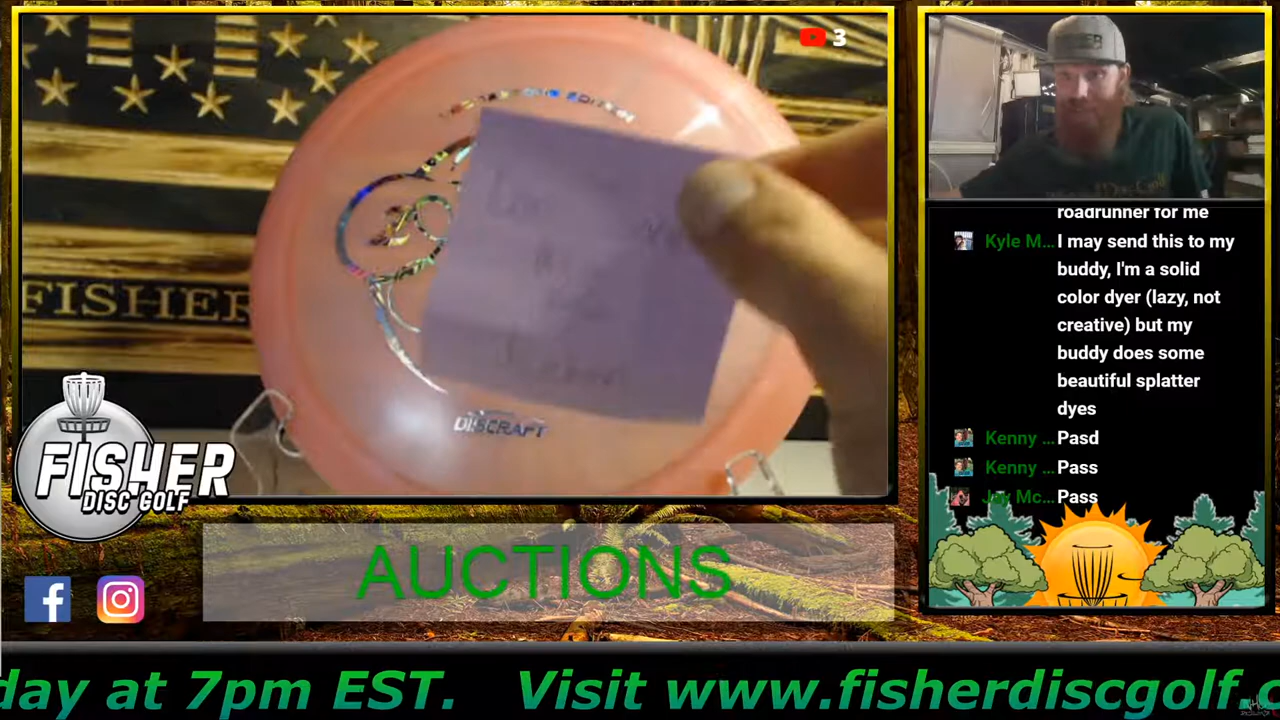 3
FISHER
DISCRAFT
FISHER
DISC GOLF
AUCTIONS
roadrunner for me
Kyle M... I may send this to my
buddy, I'm a solid
color dyer (lazy, not
creative) but my
buddy does some
beautiful splatter
dyes
Kenny ... Pasd
Kenny ... Pass
Jay Mc... Pass
day at 7pm EST. Visit www.fisherdiscgolf.c